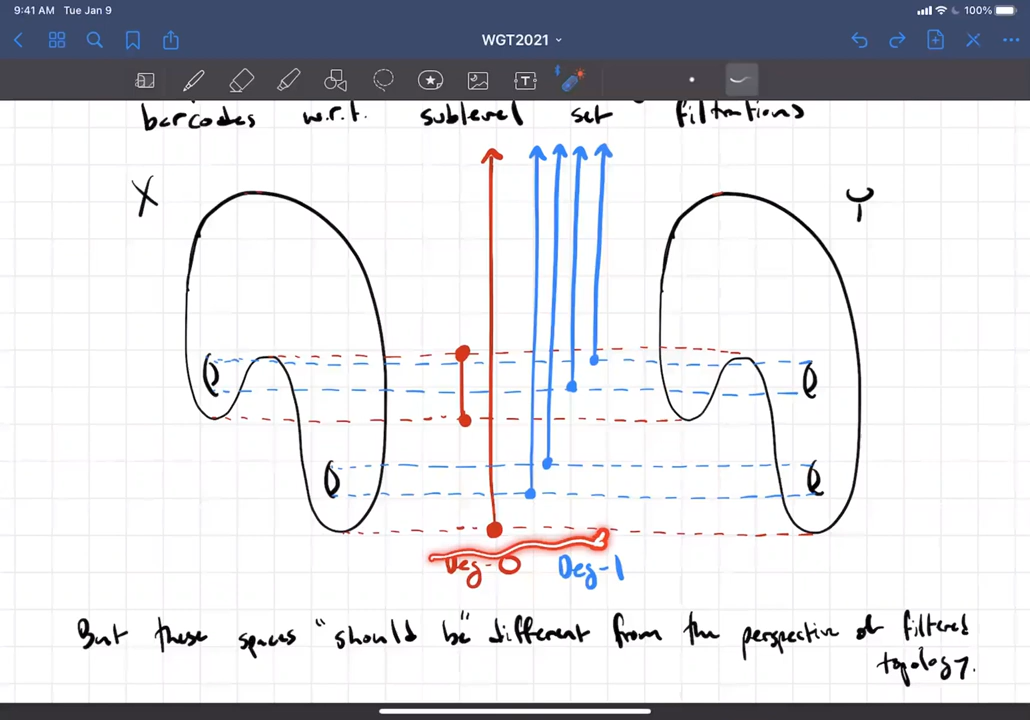 9:41 AM Tue Jan 9
100%
WGT2021
barcodes w.r.t. sublevel set filtrations
X
Y
Deg-0
Deg-1
But these spaces "should be" different from the perspective of filtered
topology.